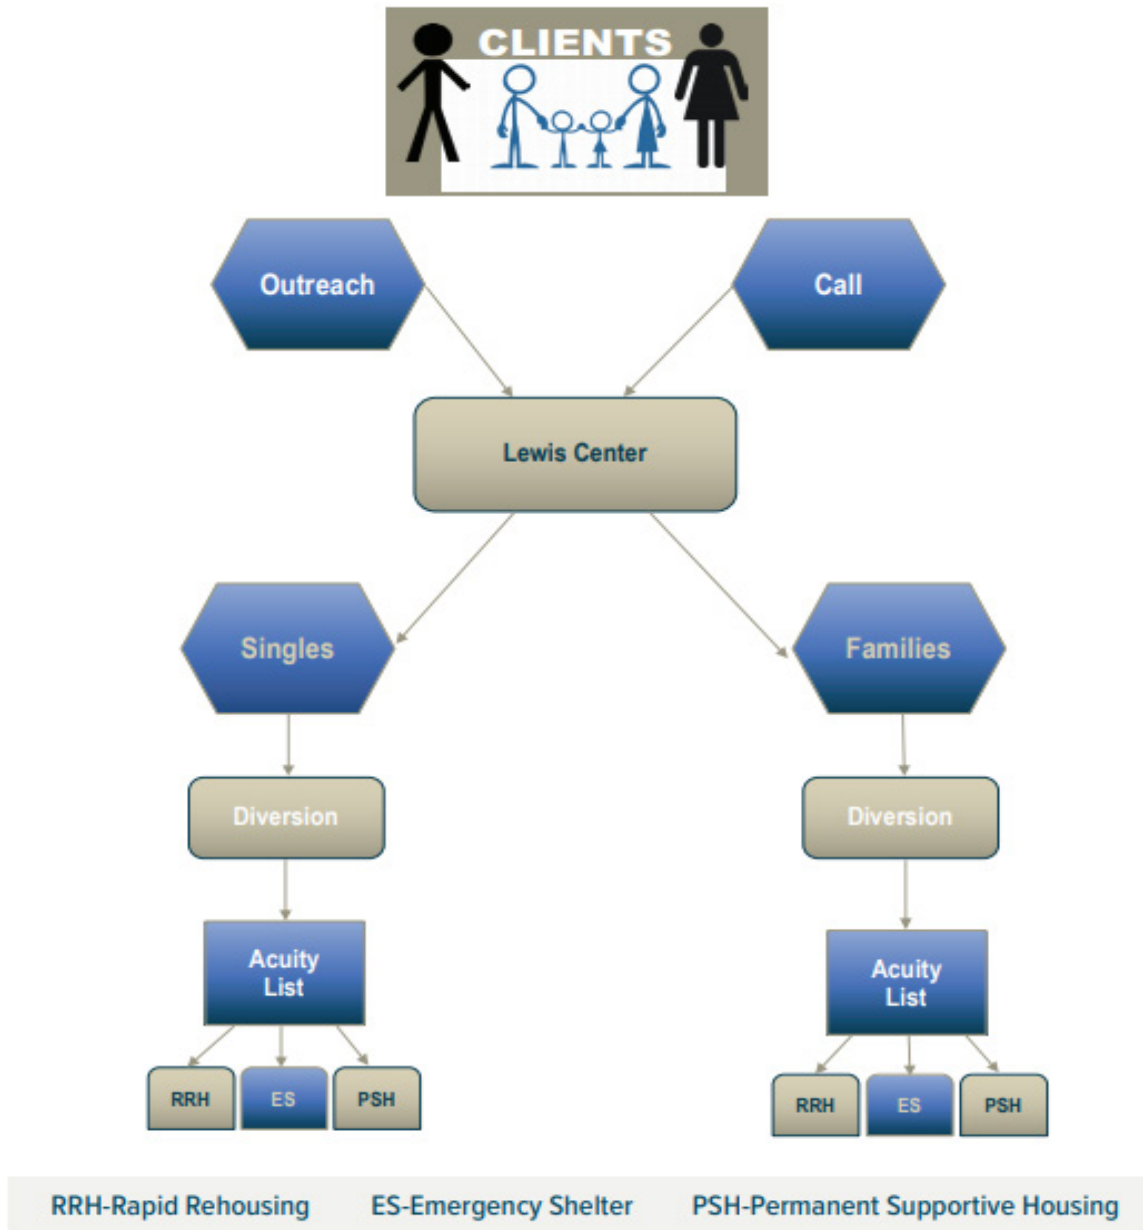 CLIENTS
Outreach
Call
Lewis Center
Singles
Families
Diversion
Diversion
Acuity
List
Acuity
List
RRH
ES
PSH
RRH
ES
PSH
RRH-Rapid Rehousing ES-Emergency Shelter PSH-Permanent Supportive Housing